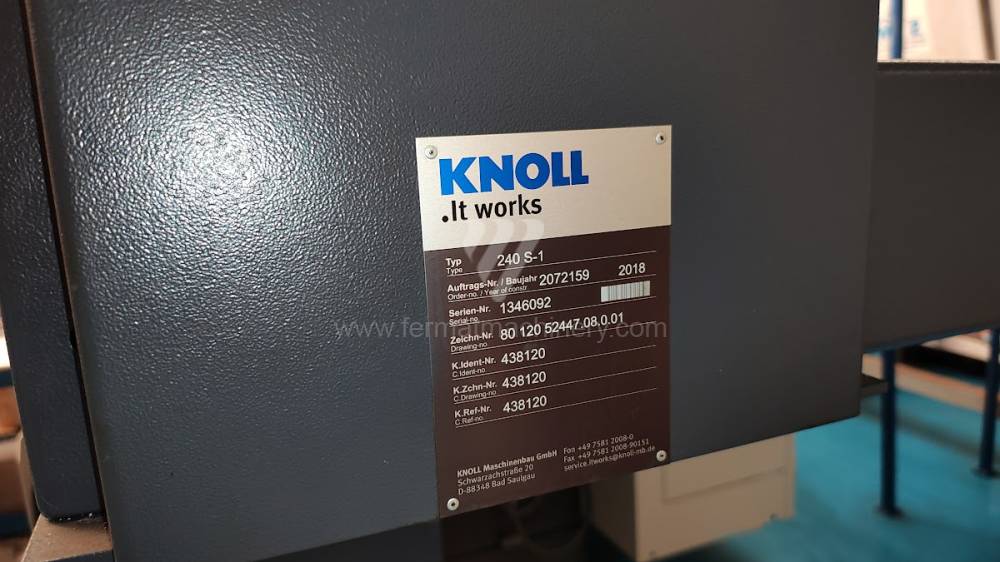 KNOLL
.It works
Typ 240 S-1
Type
Auftrags-Nr. / Baujahr 2072159 2018
Order-no. / Year of constr.
Serien-Nr. 1346092
Serial-no.
Zeichn-Nr. 80 120 52447.08.0.01
Drawing-no
K.Ident-Nr. 438120
C.Ident-no
K.Zchn-Nr. 438120
C.Drawing-no
K.Ref-Nr. 438120
C.Ref-no.
KNOLL Maschinenbau GmbH
Schwarzachstraße 20
D-88348 Bad Saulgau
Fon +49 7581 2008-0
Fax +49 7581 2008-90151
service.itworks@knoll-mb.de
www.fermatmachinery.com